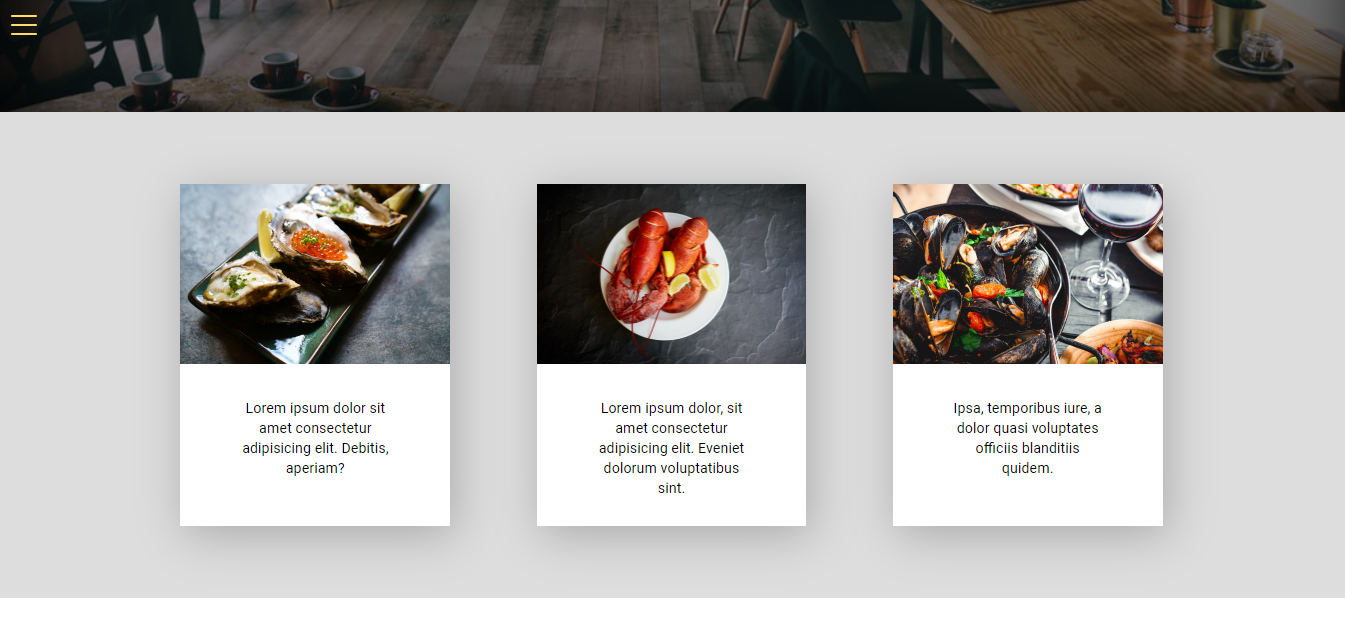 Lorem ipsum dolor sit
amet consectetur
adipisicing elit. Debitis,
aperiam?
Lorem ipsum dolor, sit
amet consectetur
adipisicing elit. Eveniet
dolorum voluptatibus
sint.
Ipsa, temporibus iure, a
dolor quasi voluptates
officiis blanditiis
quidem.